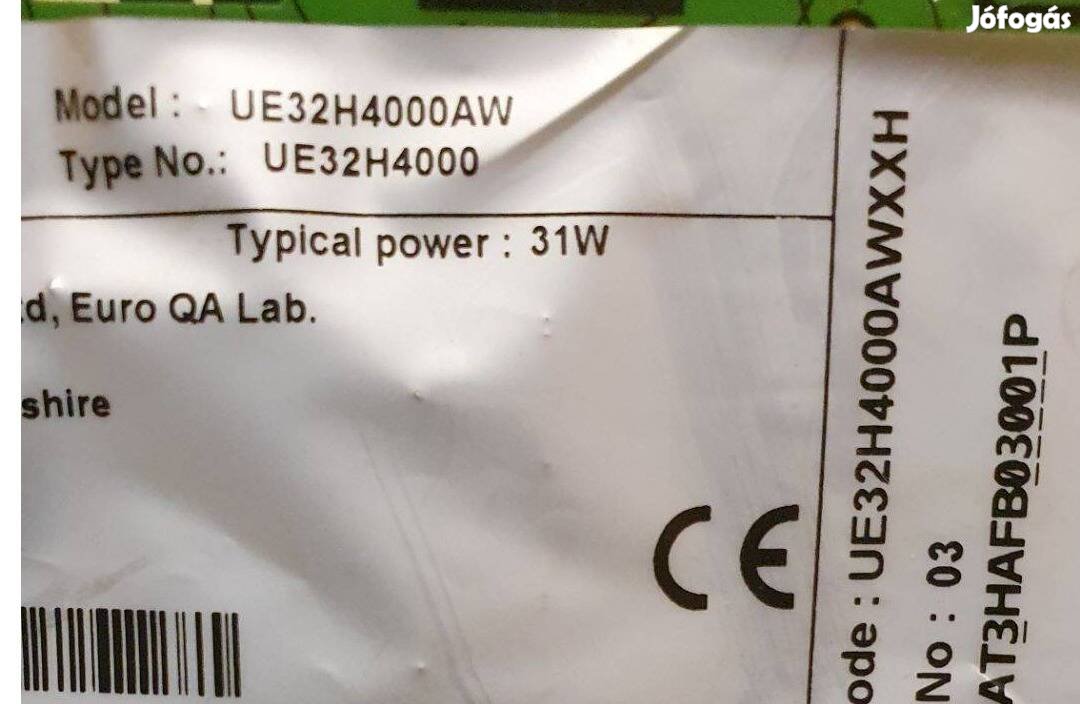 Jófogás
Model : UE32H4000AW
Type No.: UE32H4000
Typical power : 31W
d, Euro QA Lab.
shire
CE
ode : UE32H4000AWXXH
No : 03
AT3HAFB03001P